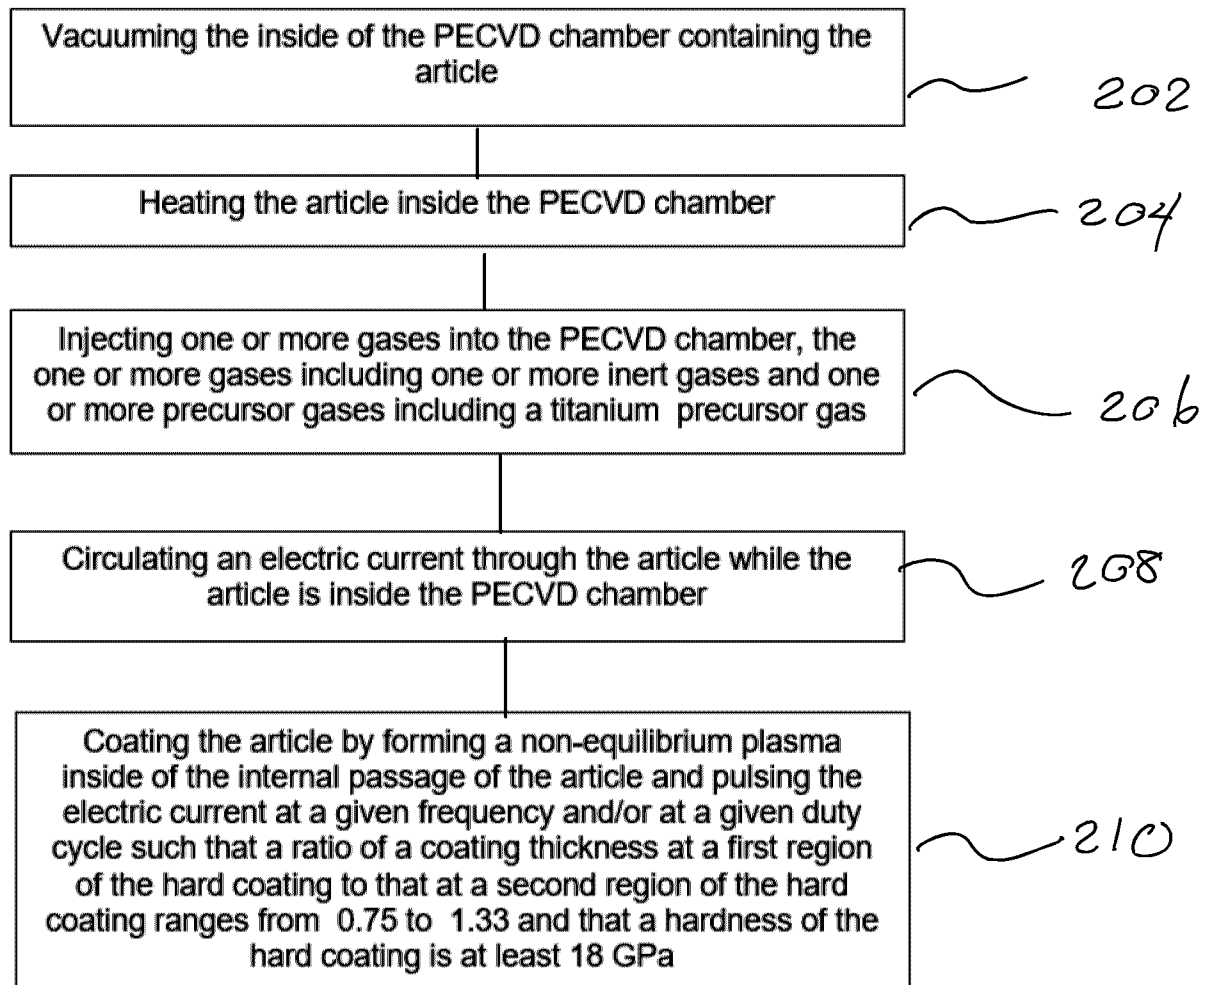 Vacuuming the inside of the PECVD chamber containing the
article
202
Heating the article inside the PECVD chamber
204
Injecting one or more gases into the PECVD chamber, the
one or more gases including one or more inert gases and one
or more precursor gases including a titanium precursor gas
206
Circulating an electric current through the article while the
article is inside the PECVD chamber
208
Coating the article by forming a non-equilibrium plasma
inside of the internal passage of the article and pulsing the
electric current at a given frequency and/or at a given duty
cycle such that a ratio of a coating thickness at a first region
of the hard coating to that at a second region of the hard
coating ranges from 0.75 to 1.33 and that a hardness of the
hard coating is at least 18 GPa
210